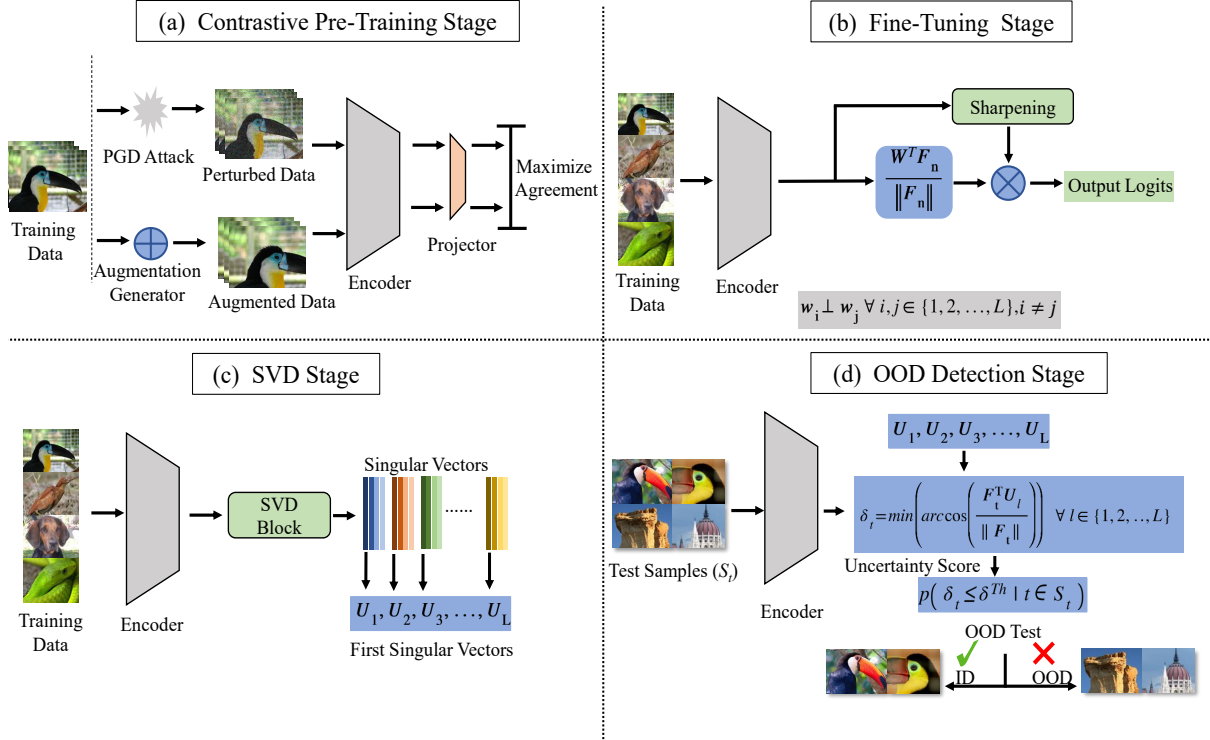 (a) Contrastive Pre-Training Stage
PGD Attack
Perturbed Data
Training
Data
Augmentation
Generator
Augmented Data
Encoder
Projector
Maximize
Agreement
(b) Fine-Tuning Stage
Training
Data
Encoder
Sharpening
W^T F_n / ‖F_n‖
Output Logits
w_i ⊥ w_j ∀ i, j ∈ {1, 2, ..., L}, i ≠ j
(c) SVD Stage
Training
Data
Encoder
SVD
Block
Singular Vectors
......
U_1, U_2, U_3, ..., U_L
First Singular Vectors
(d) OOD Detection Stage
Test Samples (S_t)
Encoder
U_1, U_2, U_3, ..., U_L
δ_t = min(arccos(F_t^T U_l / ‖F_t‖)) ∀ l ∈ {1, 2, .., L}
Uncertainty Score
p(δ_t ≤ δ^Th | t ∈ S_t)
OOD Test
ID
OOD